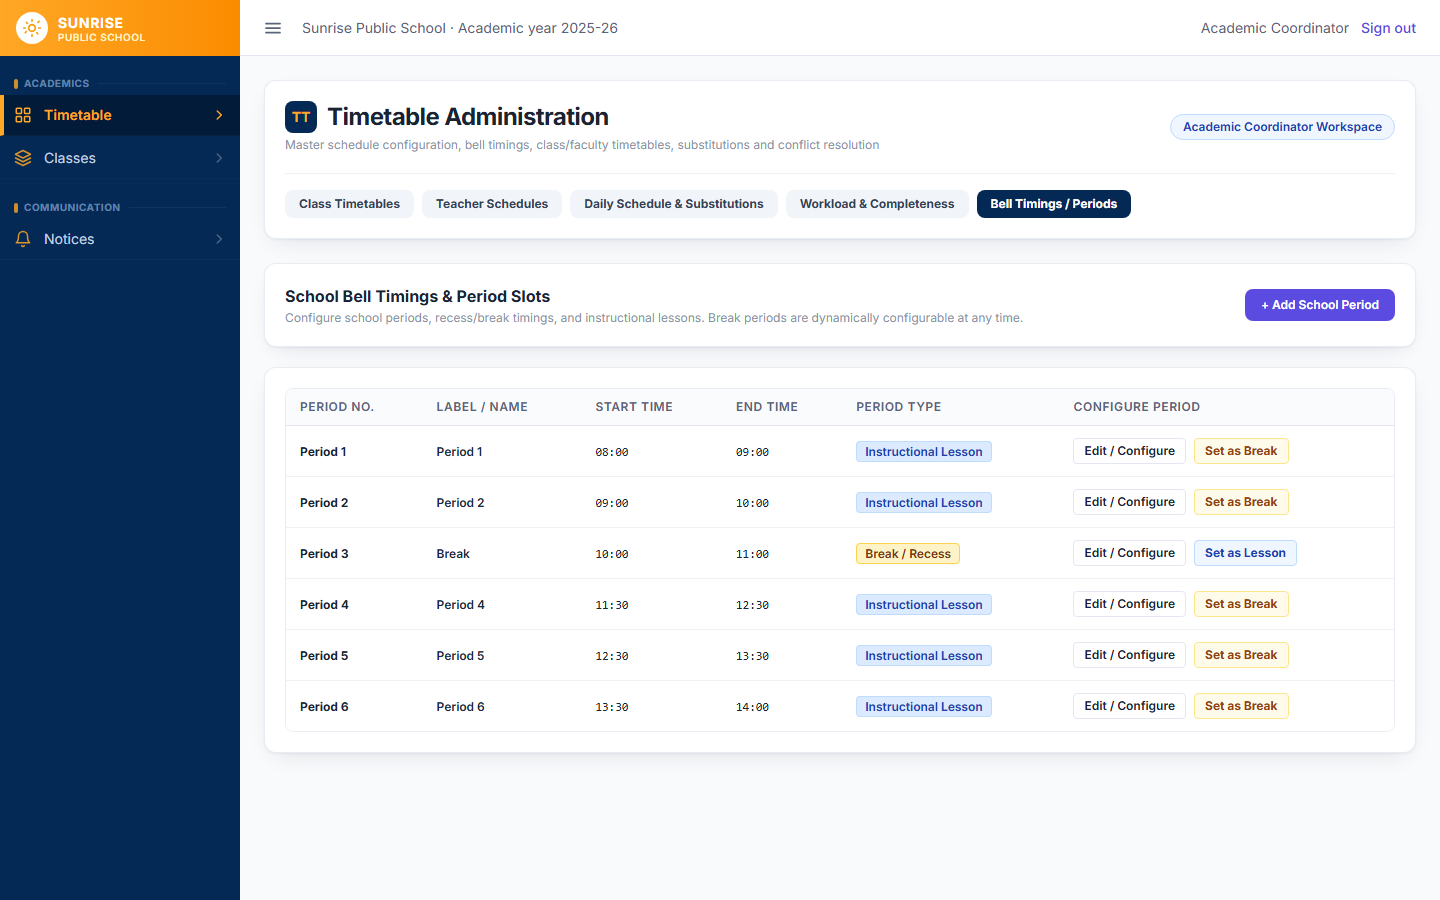 SUNRISE
PUBLIC SCHOOL
Sunrise Public School · Academic year 2025-26
Academic Coordinator
Sign out
ACADEMICS
Timetable
Classes
COMMUNICATION
Notices
TT
Timetable Administration
Master schedule configuration, bell timings, class/faculty timetables, substitutions and conflict resolution
Academic Coordinator Workspace
Class Timetables
Teacher Schedules
Daily Schedule & Substitutions
Workload & Completeness
Bell Timings / Periods
School Bell Timings & Period Slots
Configure school periods, recess/break timings, and instructional lessons. Break periods are dynamically configurable at any time.
+ Add School Period
PERIOD NO. LABEL / NAME START TIME END TIME PERIOD TYPE CONFIGURE PERIOD
Period 1 Period 1 08:00 09:00 Instructional Lesson Edit / Configure Set as Break
Period 2 Period 2 09:00 10:00 Instructional Lesson Edit / Configure Set as Break
Period 3 Break 10:00 11:00 Break / Recess Edit / Configure Set as Lesson
Period 4 Period 4 11:30 12:30 Instructional Lesson Edit / Configure Set as Break
Period 5 Period 5 12:30 13:30 Instructional Lesson Edit / Configure Set as Break
Period 6 Period 6 13:30 14:00 Instructional Lesson Edit / Configure Set as Break